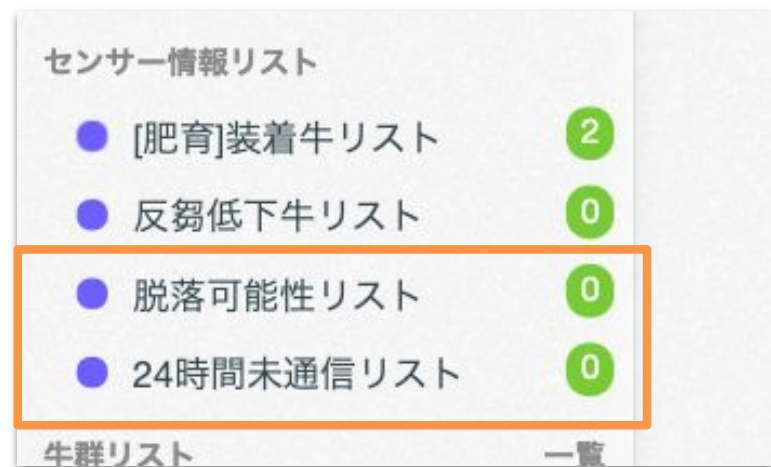 センサー情報リスト
[肥育]装着牛リスト 2
反芻低下牛リスト 0
脱落可能性リスト 0
24時間未通信リスト 0
牛群リスト 一覧